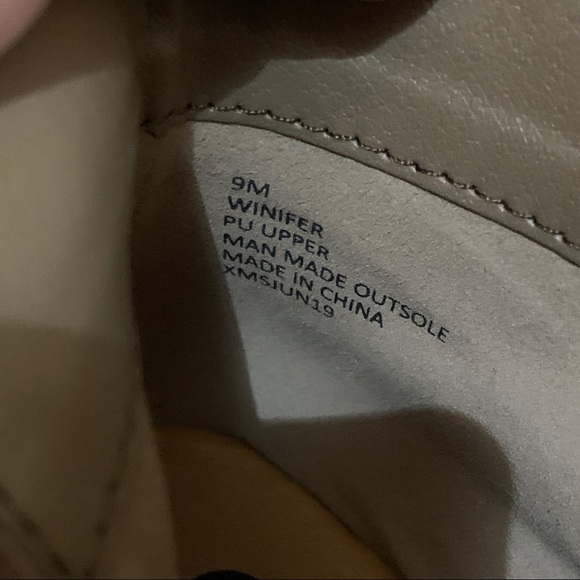 9M
WINIFER
PU UPPER
MAN MADE OUTSOLE
MADE IN CHINA
XMSJUN19